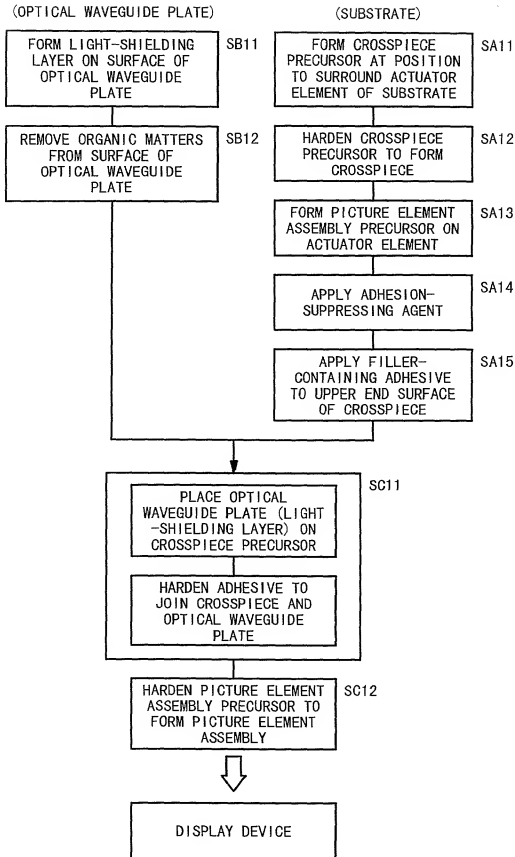 (OPTICAL WAVEGUIDE PLATE)
FORM LIGHT-SHIELDING
LAYER ON SURFACE OF
OPTICAL WAVEGUIDE
PLATE
SB11
REMOVE ORGANIC MATTERS
FROM SURFACE OF
OPTICAL WAVEGUIDE
PLATE
SB12
(SUBSTRATE)
FORM CROSSPIECE
PRECURSOR AT POSITION
TO SURROUND ACTUATOR
ELEMENT OF SUBSTRATE
SA11
HARDEN CROSSPIECE
PRECURSOR TO FORM
CROSSPIECE
SA12
FORM PICTURE ELEMENT
ASSEMBLY PRECURSOR ON
ACTUATOR ELEMENT
SA13
APPLY ADHESION-
SUPPRESSING AGENT
SA14
APPLY FILLER-
CONTAINING ADHESIVE
TO UPPER END SURFACE
OF CROSSPIECE
SA15
SC11
PLACE OPTICAL
WAVEGUIDE PLATE (LIGHT
-SHIELDING LAYER) ON
CROSSPIECE PRECURSOR
HARDEN ADHESIVE TO
JOIN CROSSPIECE AND
OPTICAL WAVEGUIDE
PLATE
HARDEN PICTURE ELEMENT
ASSEMBLY PRECURSOR TO
FORM PICTURE ELEMENT
ASSEMBLY
SC12
DISPLAY DEVICE